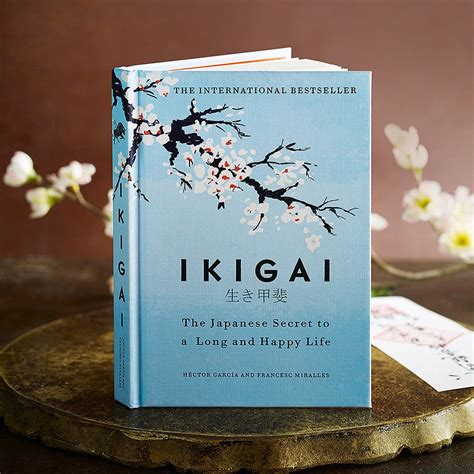 THE INTERNATIONAL BESTSELLER
IKIGAI
生き甲斐
The Japanese Secret to
a Long and Happy Life
HÉCTOR GARCÍA AND FRANCESC MIRALLES
IKIGAI